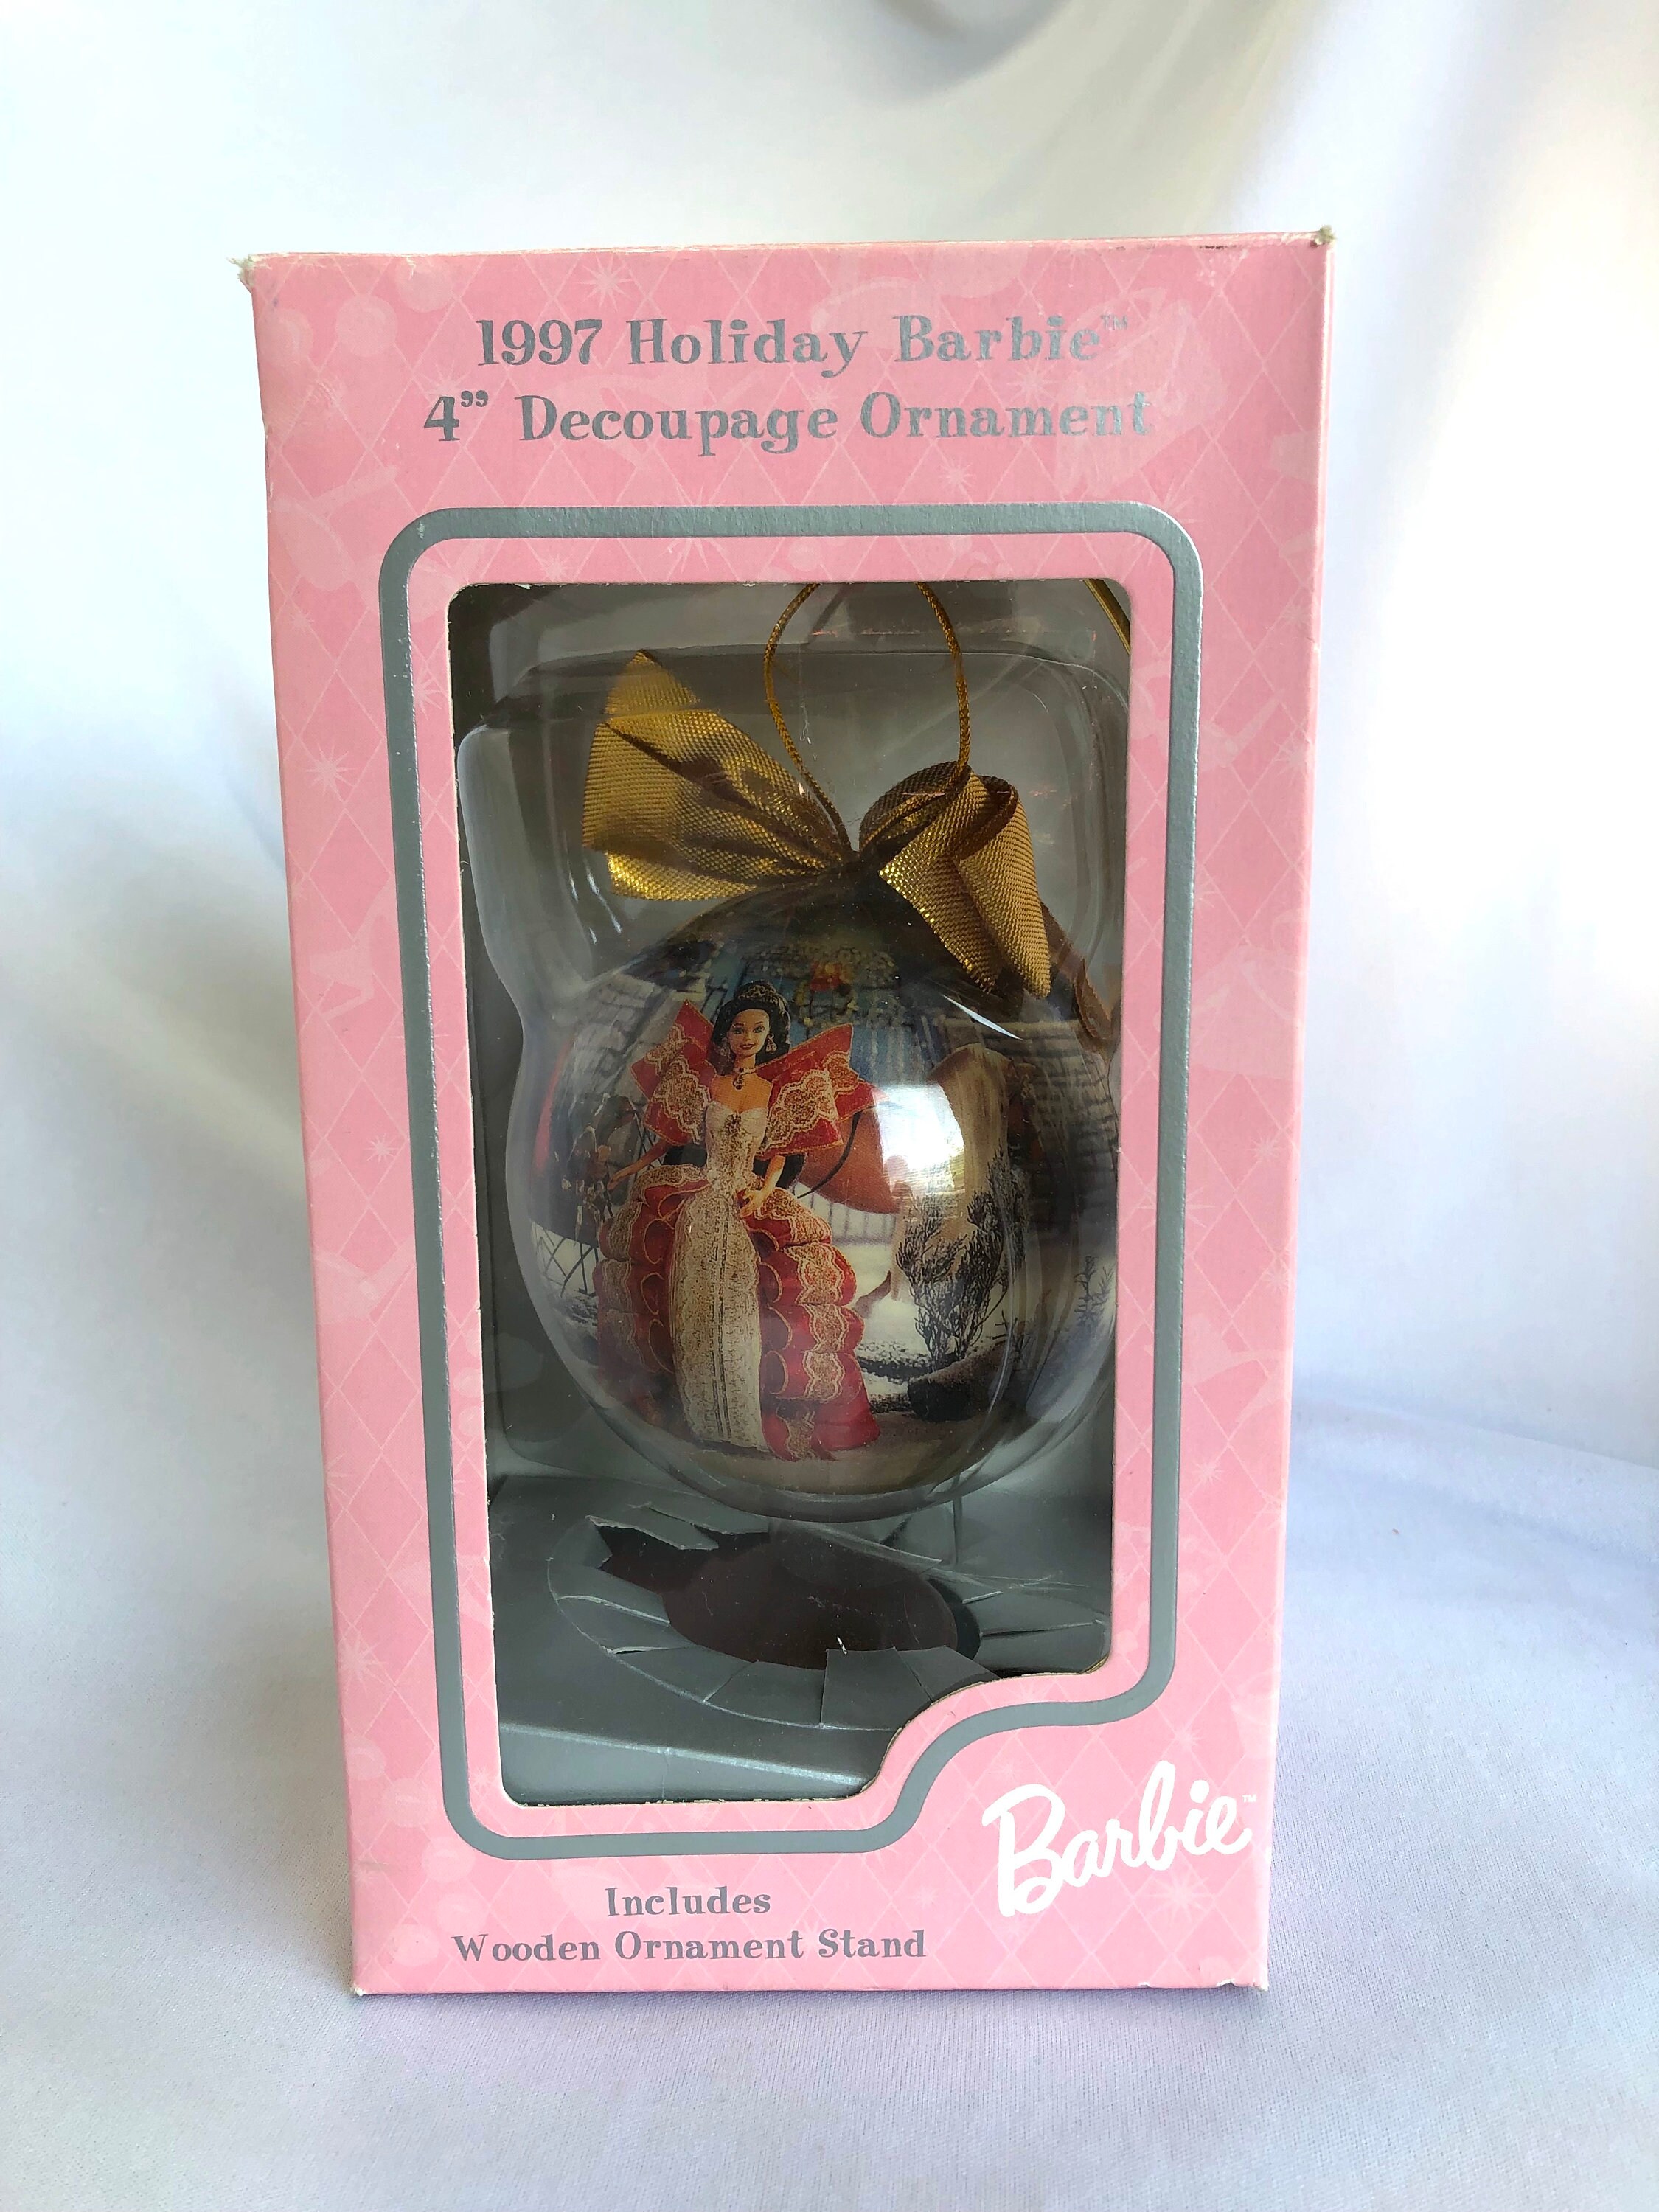 1997 Holiday Barbie™
4” Decoupage Ornament
Barbie™
Includes
Wooden Ornament Stand